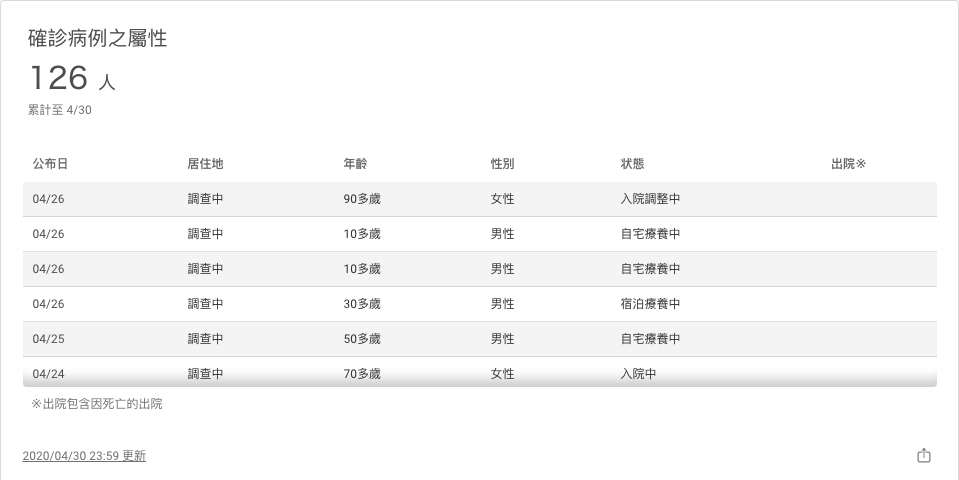 確診病例之屬性
126 人
累計至 4/30
公布日 居住地 年齡 性別 狀態 出院※
04/26 調查中 90多歲 女性 入院調整中
04/26 調查中 10多歲 男性 自宅療養中
04/26 調查中 10多歲 男性 自宅療養中
04/26 調查中 30多歲 男性 宿泊療養中
04/25 調查中 50多歲 男性 自宅療養中
04/24 調查中 70多歲 女性 入院中
※出院包含因死亡的出院
2020/04/30 23:59 更新